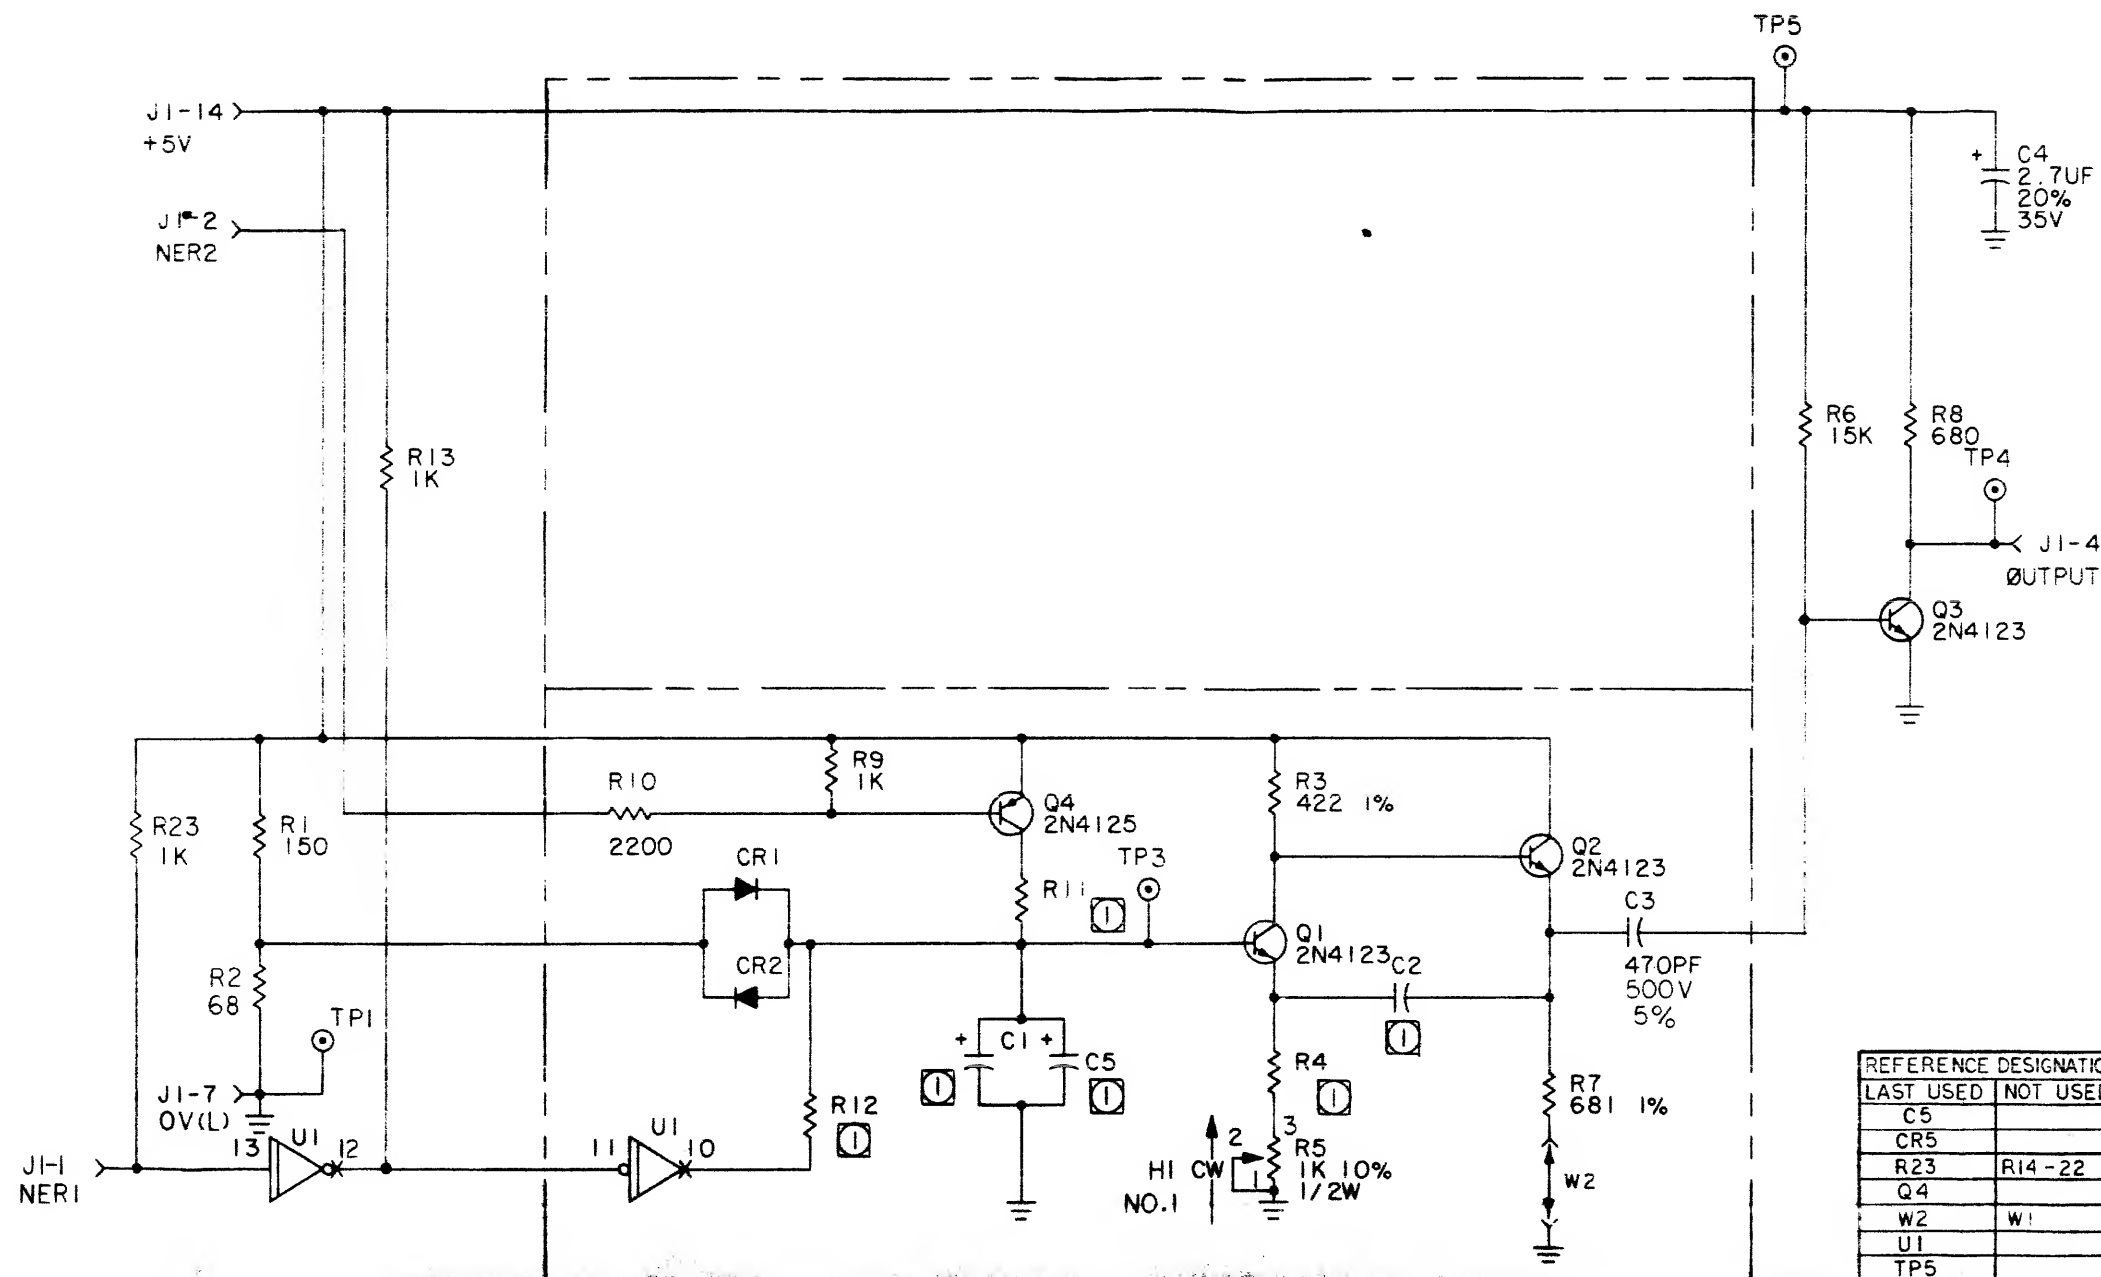 TP5
J1-14
+5V
C4
2.7UF
20%
35V
J1-2
NER2
R13
1K
R6
15K
R8
680
TP4
J1-4
ØUTPUT
Q3
2N4123
R9
1K
R10
2200
Q4
2N4125
R3
422 1%
R23
1K
R1
150
CR1
TP3
Q2
2N4123
R11
1
C3
470PF
500V
5%
Q1
2N4123
C2
1
CR2
R2
68
TP1
+
C1
+
C5
1
1
R4
1
R7
681 1%
J1-7
0V(L)
R12
1
13
U1
12
11
U1
10
J1-1
NER1
HI CW
NO.1
2
3
1
R5
1K 10%
1/2W
W2
+
REFERENCE DESIGNATIO
LAST USED NOT USED
C5
CR5
R23 R14-22
Q4
W2 W1
U1
TP5